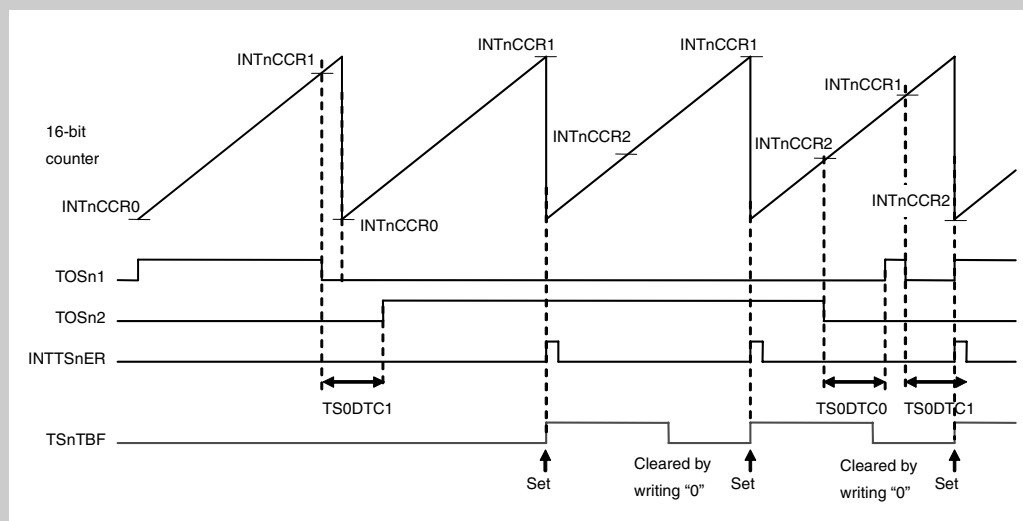 INTnCCR1
INTnCCR1
INTnCCR1
INTnCCR1
16-bit
counter
INTnCCR2
INTnCCR2
INTnCCR0
INTnCCR0
INTnCCR2
TOSn1
TOSn2
INTTSnER
TS0DTC1
TS0DTC0
TS0DTC1
TSnTBF
Set
Cleared by
writing “0”
Set
Cleared by
writing “0”
Set